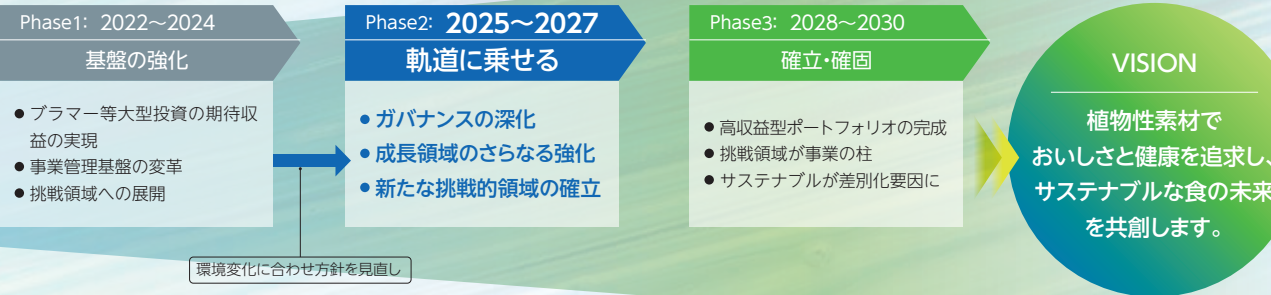 Phase1: 2022~2024
基盤の強化
● ブラマー等大型投資の期待収
益の実現
● 事業管理基盤の変革
● 挑戦領域への展開
環境変化に合わせ方針を見直し
Phase2: 2025~2027
軌道に乗せる
● ガバナンスの深化
● 成長領域のさらなる強化
● 新たな挑戦的領域の確立
Phase3: 2028~2030
確立・確固
● 高収益型ポートフォリオの完成
● 挑戦領域が事業の柱
● サステナブルが差別化要因に
VISION
植物性素材で
おいしさと健康を追求し、
サステナブルな食の未来
を共創します。